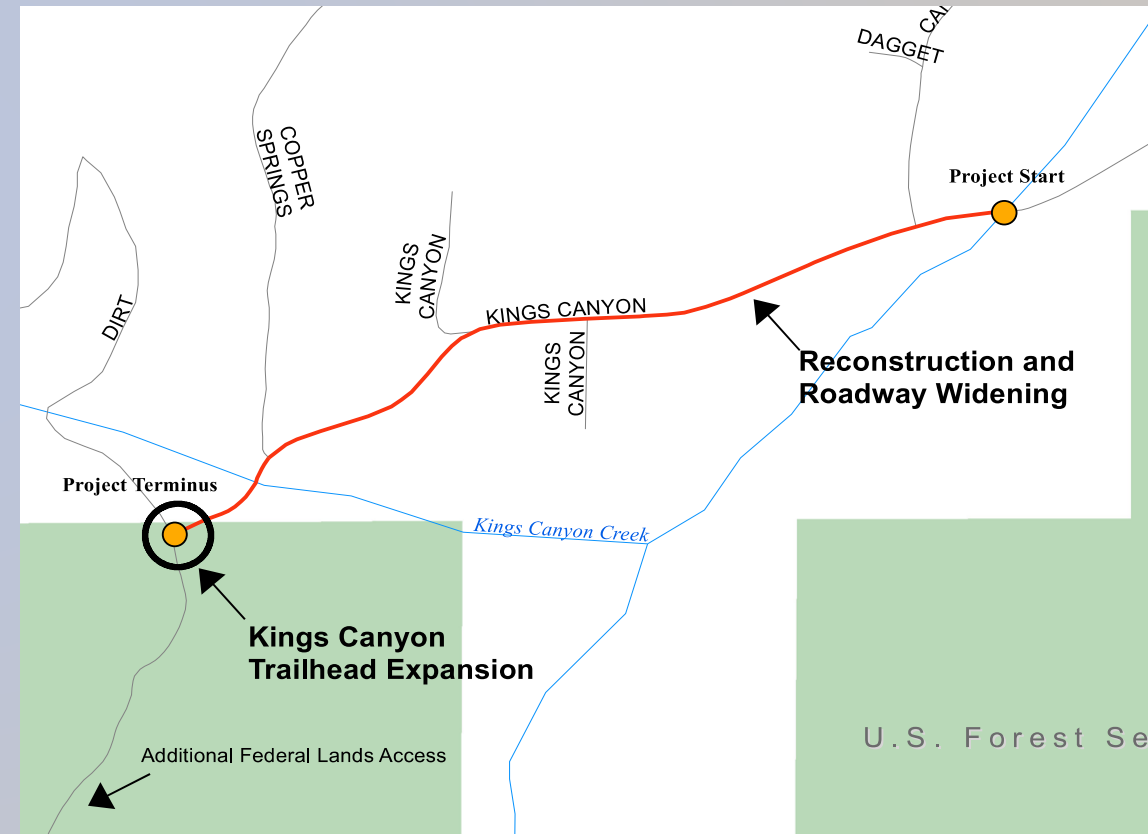 CAN
DAGGET
Project Start
COPPER
SPRINGS
KINGS
CANYON
DIRT
KINGS CANYON
KINGS
CANYON
Reconstruction and
Roadway Widening
Project Terminus
Kings Canyon Creek
Kings Canyon
Trailhead Expansion
U.S. Forest Se
Additional Federal Lands Access